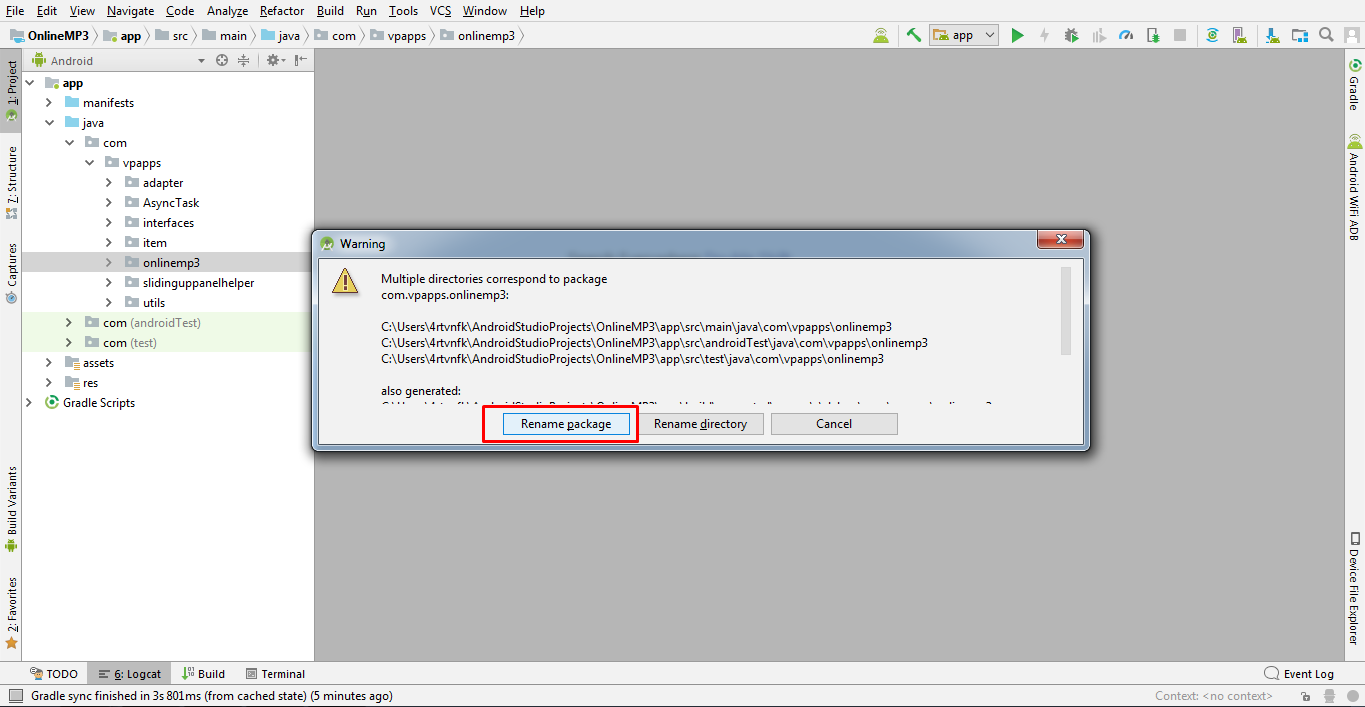 File Edit View Navigate Code Analyze Refactor Build Run Tools VCS Window Help
OnlineMP3 app src main java com vpapps onlinemp3
app
1: Project
7: Structure
Captures
Build Variants
2: Favorites
Android
app
manifests
java
com
vpapps
adapter
AsyncTask
interfaces
item
onlinemp3
slidinguppanelhelper
utils
com (androidTest)
com (test)
assets
res
Gradle Scripts
Warning
Multiple directories correspond to package
com.vpapps.onlinemp3:
C:\Users\4rtvnfk\AndroidStudioProjects\OnlineMP3\app\src\main\java\com\vpapps\onlinemp3
C:\Users\4rtvnfk\AndroidStudioProjects\OnlineMP3\app\src\androidTest\java\com\vpapps\onlinemp3
C:\Users\4rtvnfk\AndroidStudioProjects\OnlineMP3\app\src\test\java\com\vpapps\onlinemp3
also generated:
Rename package Rename directory Cancel
Gradle
Android WiFi ADB
Device File Explorer
TODO 6: Logcat Build Terminal Event Log
Gradle sync finished in 3s 801ms (from cached state) (5 minutes ago) Context: <no context>